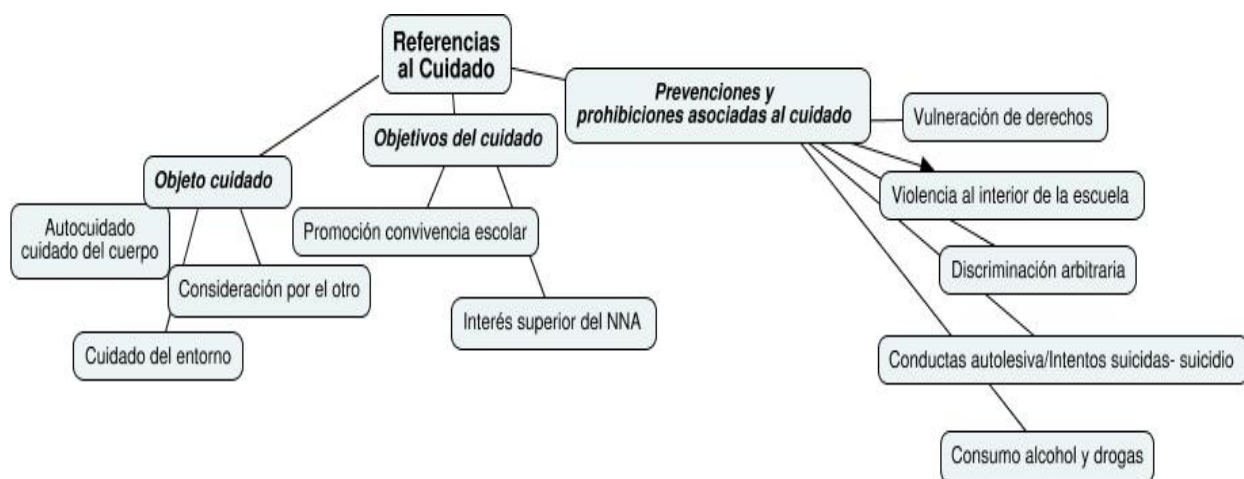 Referencias
al Cuidado
Prevenciones y
prohibiciones asociadas al cuidado
Vulneración de derechos
Objetivos del cuidado
Objeto cuidado
Violencia al interior de la escuela
Autocuidado
cuidado del cuerpo
Promoción convivencia escolar
Discriminación arbitraria
Consideración por el otro
Interés superior del NNA
Cuidado del entorno
Conductas autolesiva/Intentos suicidas- suicidio
Consumo alcohol y drogas